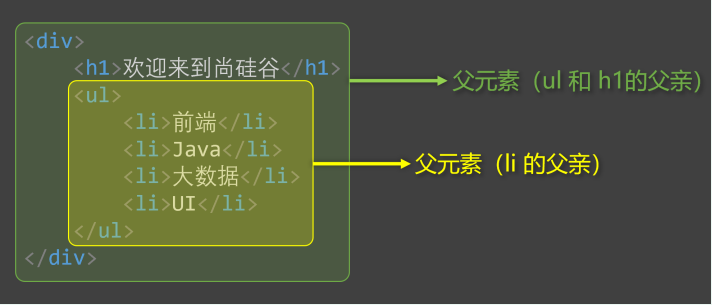 <div>
<h1>欢迎来到尚硅谷</h1>
<ul>
<li>前端</li>
<li>Java</li>
<li>大数据</li>
<li>UI</li>
</ul>
</div>
父元素（ul 和 h1的父亲）
父元素（li 的父亲）